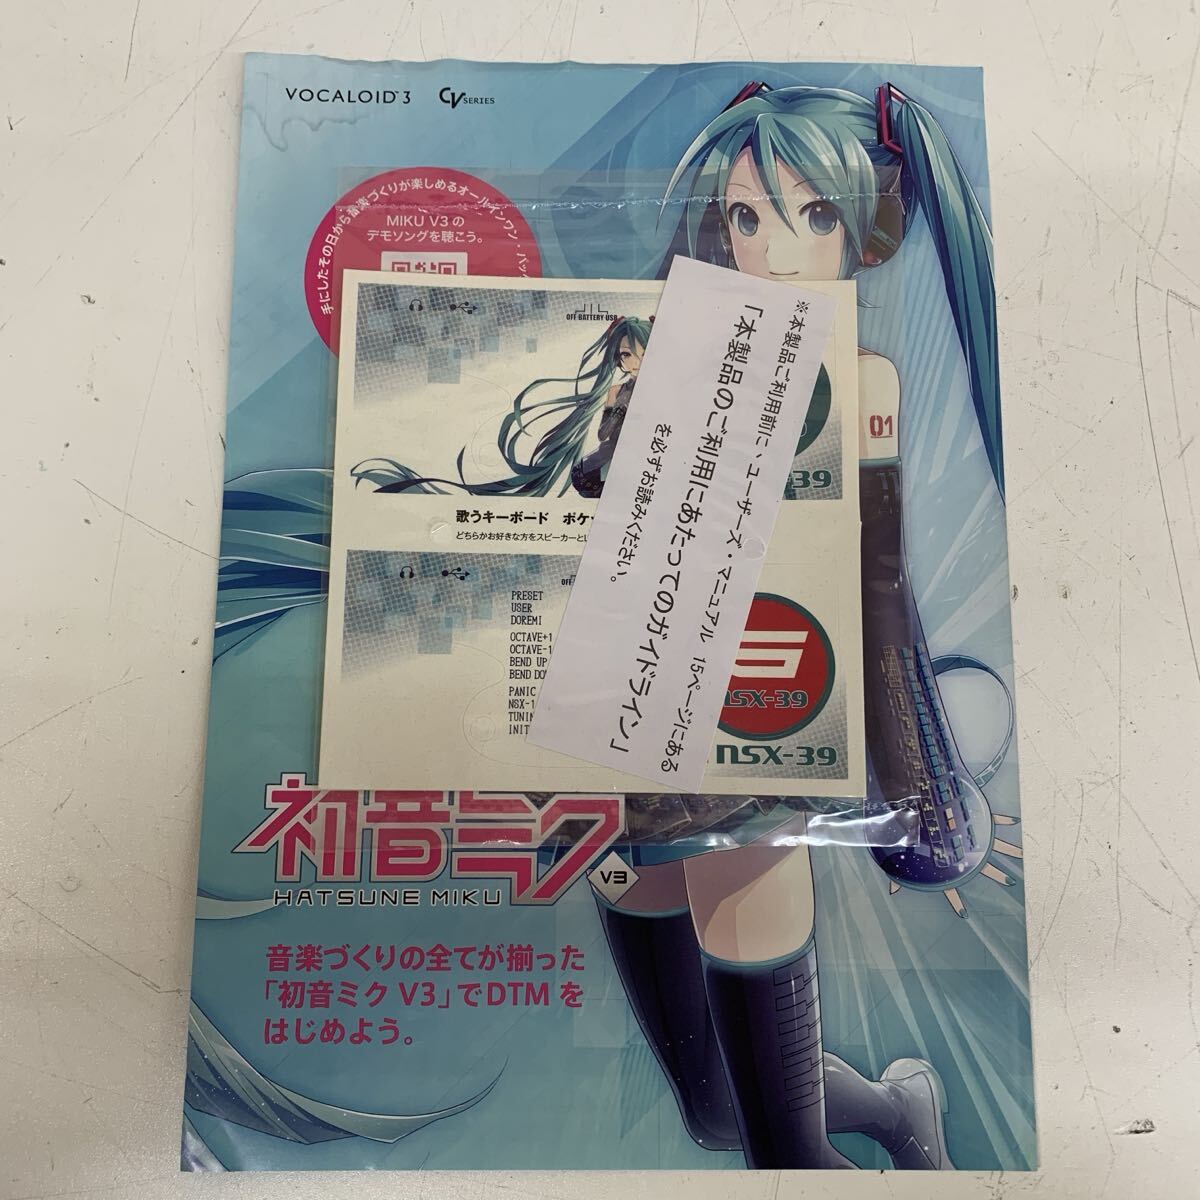 VOCALOID™3 CV SERIES
手にしたその日から音楽づくりが楽しめるオールインワン・パッ
MIKU V3 の
デモソングを聴こう。
OFF BATTERY USB
01
-39
歌うキーボード ポケッ
どちらかお好きな方をスピーカーとし
※本製品ご利用前に、ユーザーズ・マニュアル 15ページにある
「本製品のご利用にあたってのガイドライン」
を必ずお読みください。
OFF
PRESET
USER
DOREMI
OCTAVE+1
OCTAVE-1
BEND UP
BEND DO
PANIC
NSX-1
TUNIN
INIT
NSX-39
NSX-39
初音ミク
HATSUNE MIKU
V3
音楽づくりの全てが揃った
「初音ミク V3」でDTM を
はじめよう。